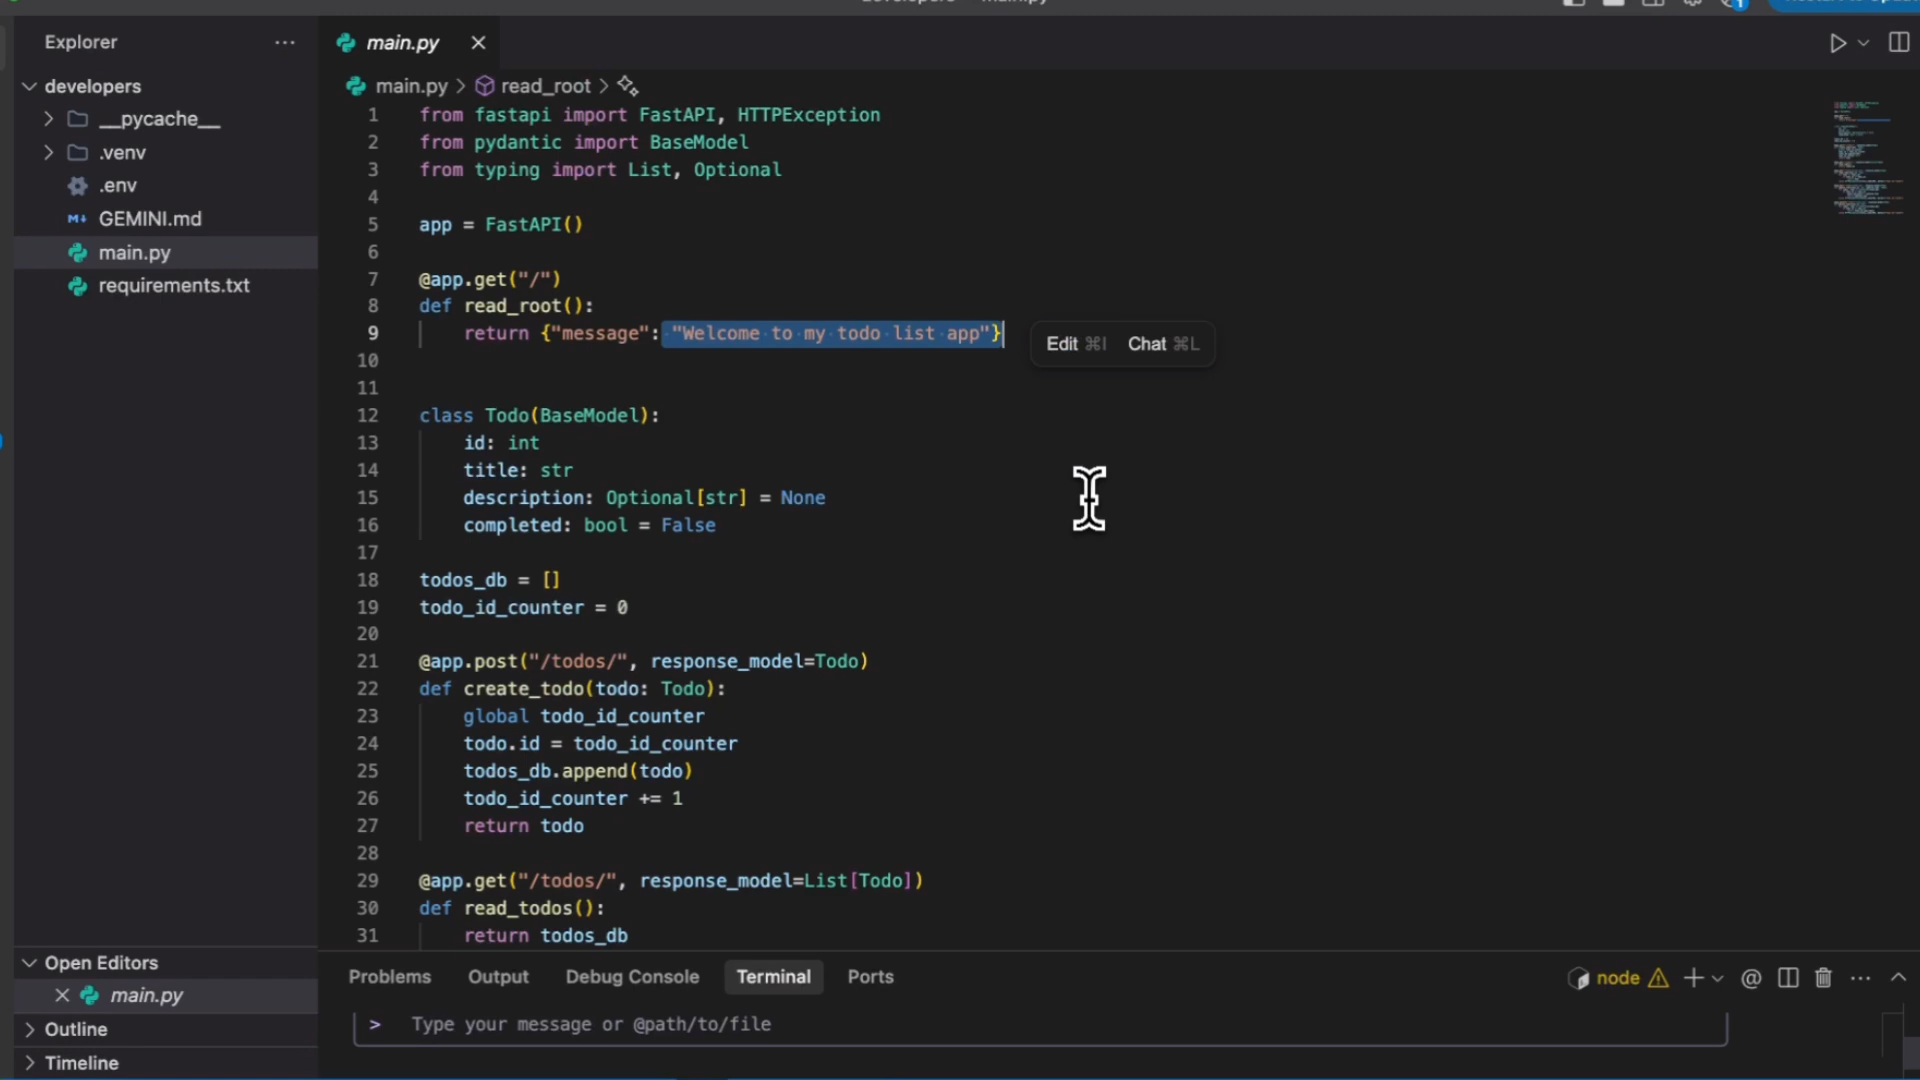 Explorer
main.py
main.py > read_root >
developers
__pycache__
.venv
.env
GEMINI.md
main.py
requirements.txt
1 from fastapi import FastAPI, HTTPException
2 from pydantic import BaseModel
3 from typing import List, Optional
4
5 app = FastAPI()
6
7 @app.get("/")
8 def read_root():
9 return {"message": "Welcome to my todo list app"}
Edit ⌘I Chat ⌘L
10
11
12 class Todo(BaseModel):
13 id: int
14 title: str
15 description: Optional[str] = None
16 completed: bool = False
17
18 todos_db = []
19 todo_id_counter = 0
20
21 @app.post("/todos/", response_model=Todo)
22 def create_todo(todo: Todo):
23 global todo_id_counter
24 todo.id = todo_id_counter
25 todos_db.append(todo)
26 todo_id_counter += 1
27 return todo
28
29 @app.get("/todos/", response_model=List[Todo])
30 def read_todos():
31 return todos_db
Open Editors
main.py
Outline
Timeline
Problems Output Debug Console Terminal Ports
node
> Type your message or @path/to/file